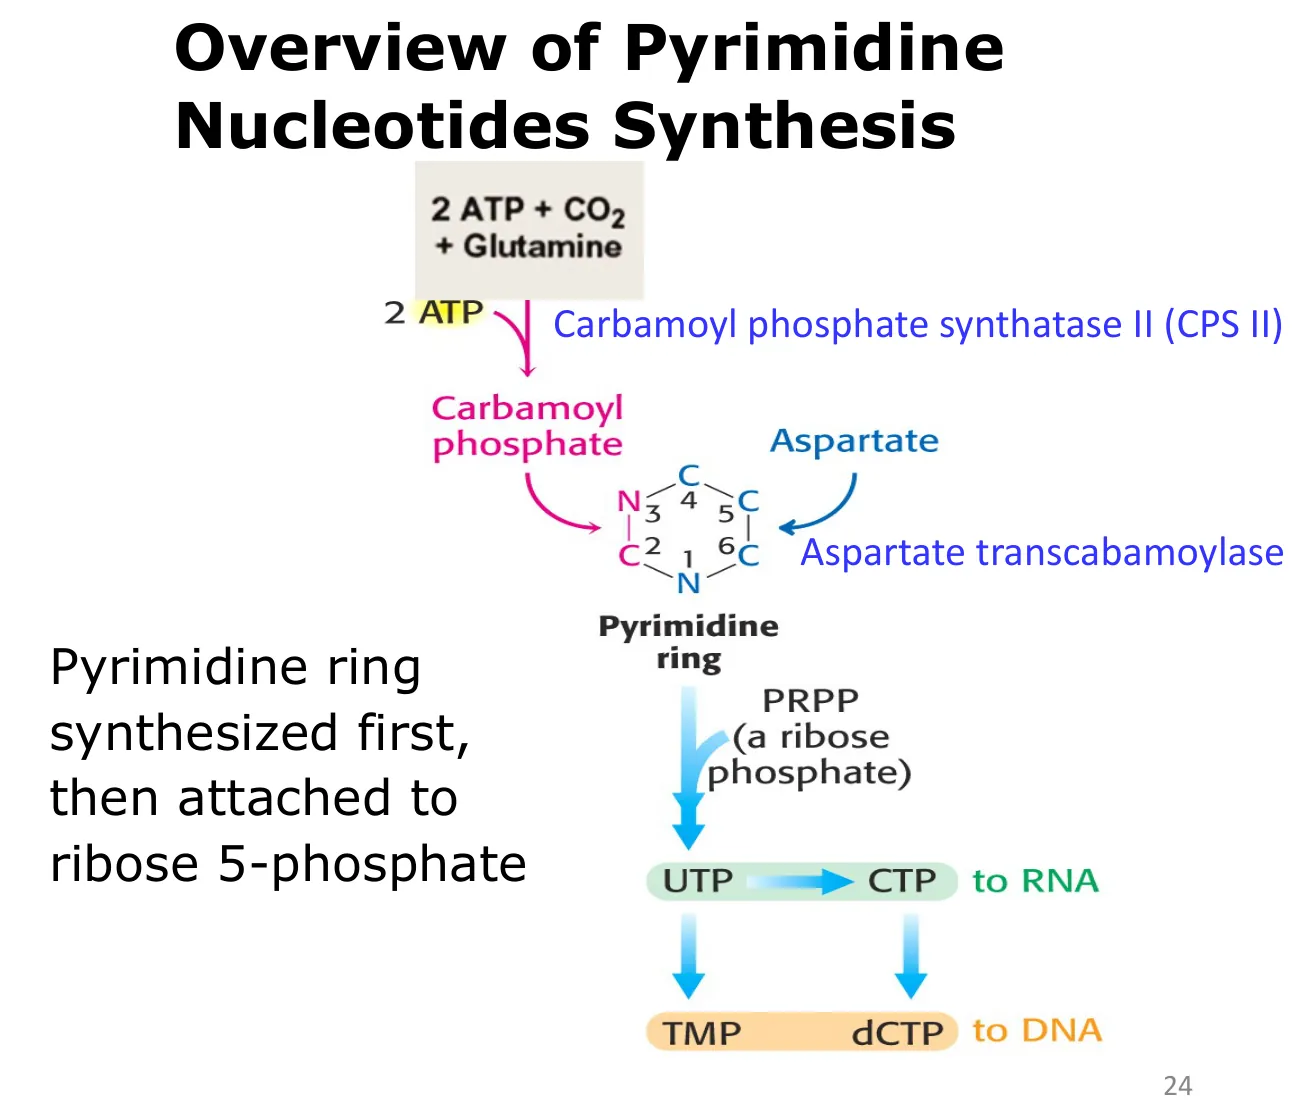 Overview of Pyrimidine
Nucleotides Synthesis
2 ATP + CO2
+ Glutamine
2 ATP
Carbamoyl phosphate synthatase II (CPS II)
Carbamoyl
phosphate
Aspartate
C
N
3
4
5
C
C
2
1
6
C
N
Aspartate transcabamoylase
Pyrimidine
ring
Pyrimidine ring
synthesized first,
then attached to
ribose 5-phosphate
PRPP
(a ribose
phosphate)
UTP
CTP
to RNA
TMP
dCTP
to DNA
24